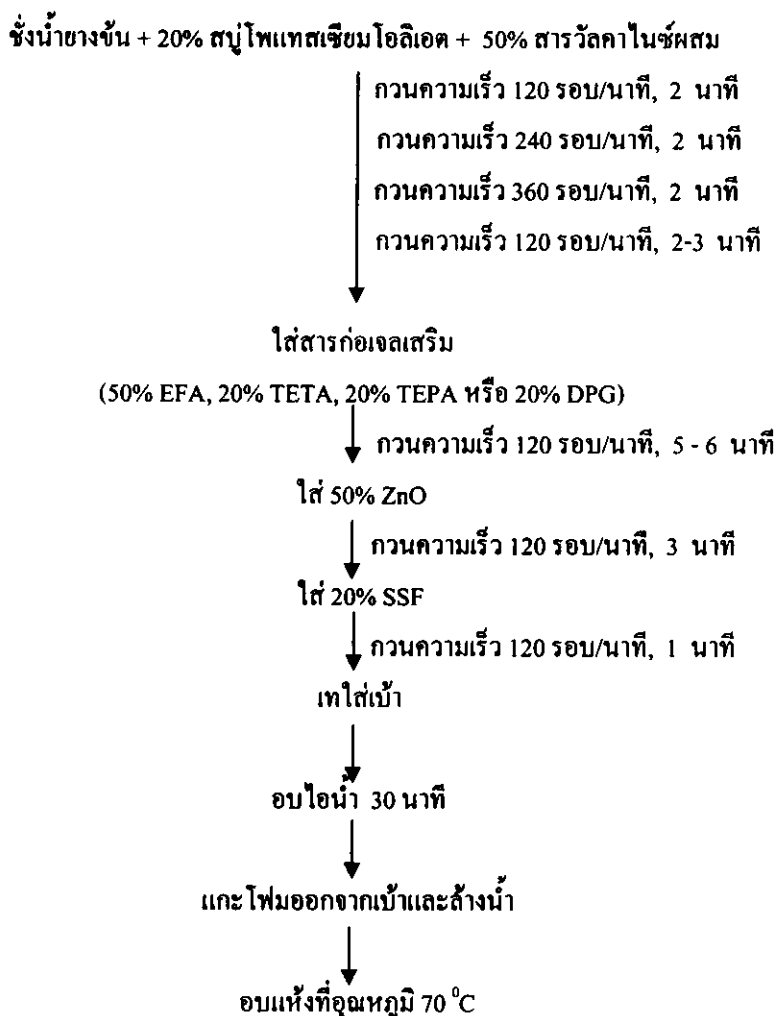 ชั่งน้ำยางข้น + 20% สบู่โพแทสเซียมโอลิเอต + 50% สารวัลคาไนซ์ผสม
กวนความเร็ว 120 รอบ/นาที, 2 นาที
กวนความเร็ว 240 รอบ/นาที, 2 นาที
กวนความเร็ว 360 รอบ/นาที, 2 นาที
กวนความเร็ว 120 รอบ/นาที, 2-3 นาที
ใส่สารก่อเจลเสริม
(50% EFA, 20% TETA, 20% TEPA หรือ 20% DPG)
กวนความเร็ว 120 รอบ/นาที, 5 - 6 นาที
ใส่ 50% ZnO
กวนความเร็ว 120 รอบ/นาที, 3 นาที
ใส่ 20% SSF
กวนความเร็ว 120 รอบ/นาที, 1 นาที
เทใส่เบ้า
อบไอน้ำ 30 นาที
แกะโฟมออกจากเบ้าและล้างน้ำ
อบแห้งที่อุณหภูมิ 70 ⁰C